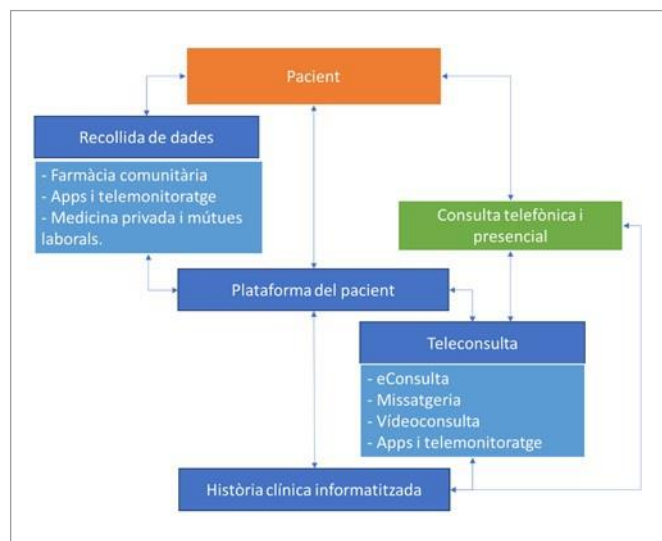 Pacient
Recollida de dades
- Farmàcia comunitària
- Apps i telemonitoratge
- Medicina privada i mútues
laborals.
Consulta telefònica i
presencial
Plataforma del pacient
Teleconsulta
- eConsulta
- Missatgeria
- Vídeoconsulta
- Apps i telemonitoratge
Història clínica informatitzada